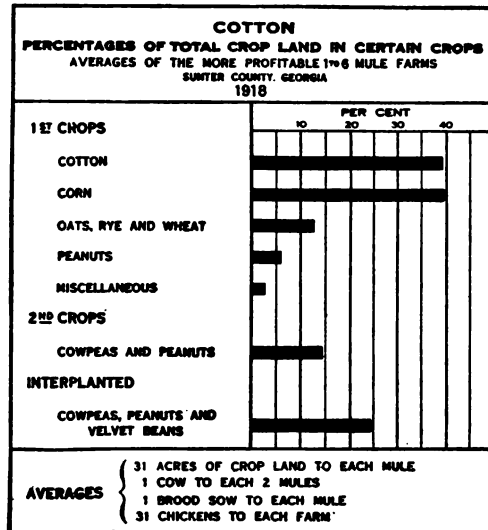 COTTON
PERCENTAGES OF TOTAL CROP LAND IN CERTAIN CROPS
AVERAGES OF THE MORE PROFITABLE 1 TO 6 MULE FARMS
SUMTER COUNTY. GEORGIA
1918
PER CENT
10 20 30 40
1ST CROPS
COTTON
CORN
OATS, RYE AND WHEAT
PEANUTS
MISCELLANEOUS
2ND CROPS
COWPEAS AND PEANUTS
INTERPLANTED
COWPEAS, PEANUTS AND
VELVET BEANS
AVERAGES
31 ACRES OF CROP LAND TO EACH MULE
1 COW TO EACH 2 MULES
1 BROOD SOW TO EACH MULE
31 CHICKENS TO EACH FARM